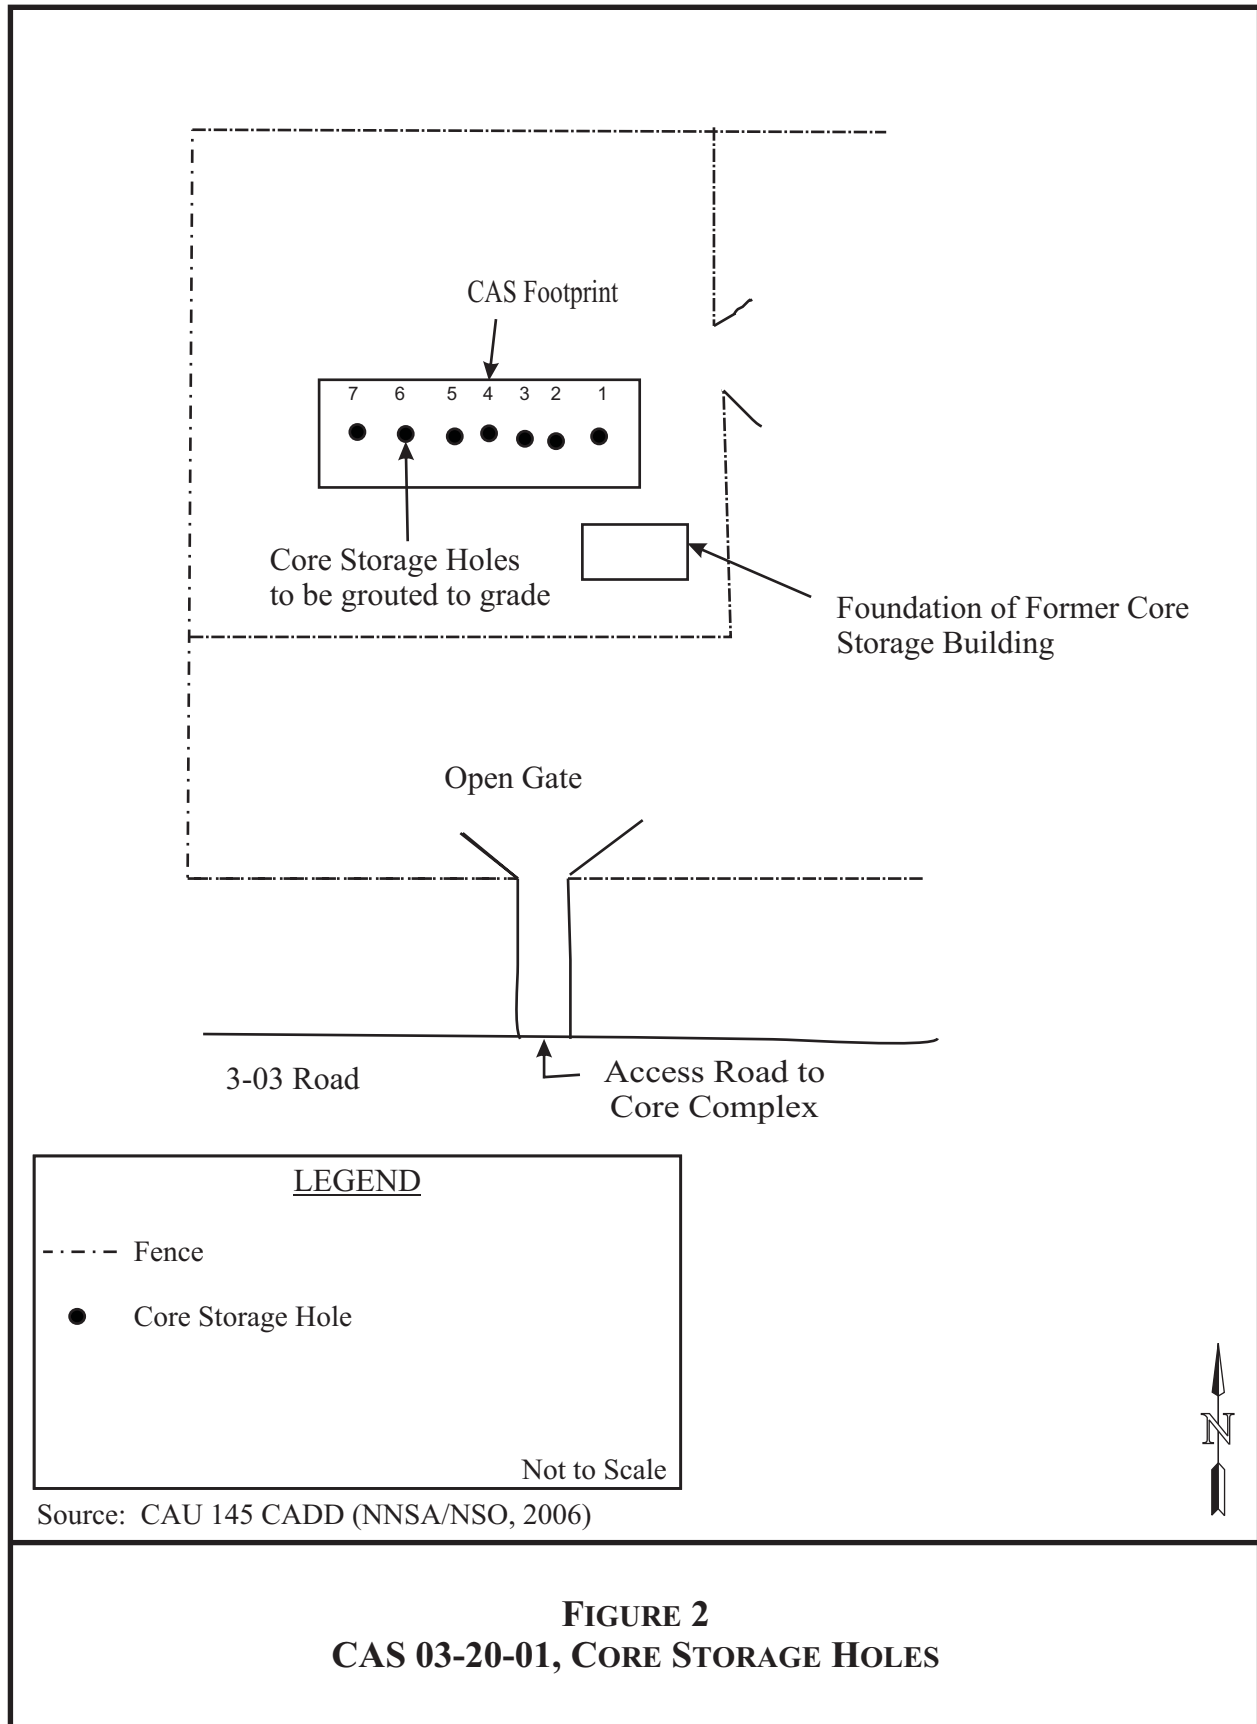 CAS Footprint
7 6 5 4 3 2 1
Core Storage Holes
to be grouted to grade
Foundation of Former Core
Storage Building
Open Gate
3-03 Road
Access Road to
Core Complex
LEGEND
Fence
Core Storage Hole
Not to Scale
N
Source: CAU 145 CADD (NNSA/NSO, 2006)
FIGURE 2
CAS 03-20-01, CORE STORAGE HOLES